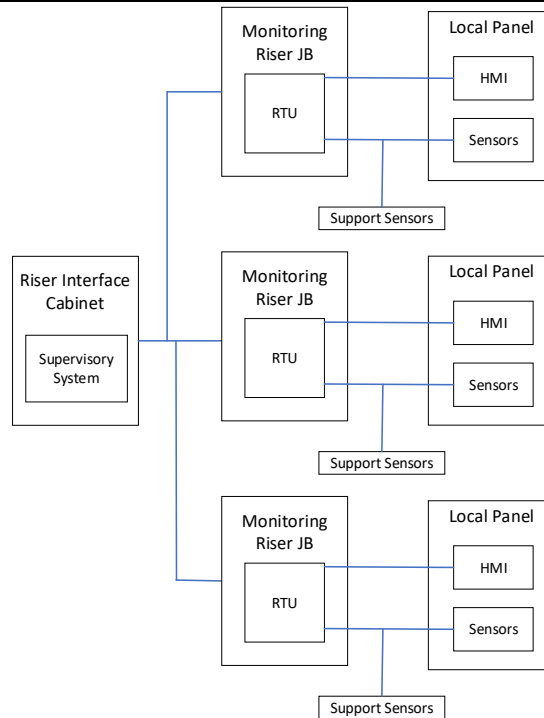 Monitoring
Riser JB
RTU
Local Panel
HMI
Sensors
Support Sensors
Riser Interface
Cabinet
Supervisory
System
Monitoring
Riser JB
RTU
Local Panel
HMI
Sensors
Support Sensors
Monitoring
Riser JB
RTU
Local Panel
HMI
Sensors
Support Sensors